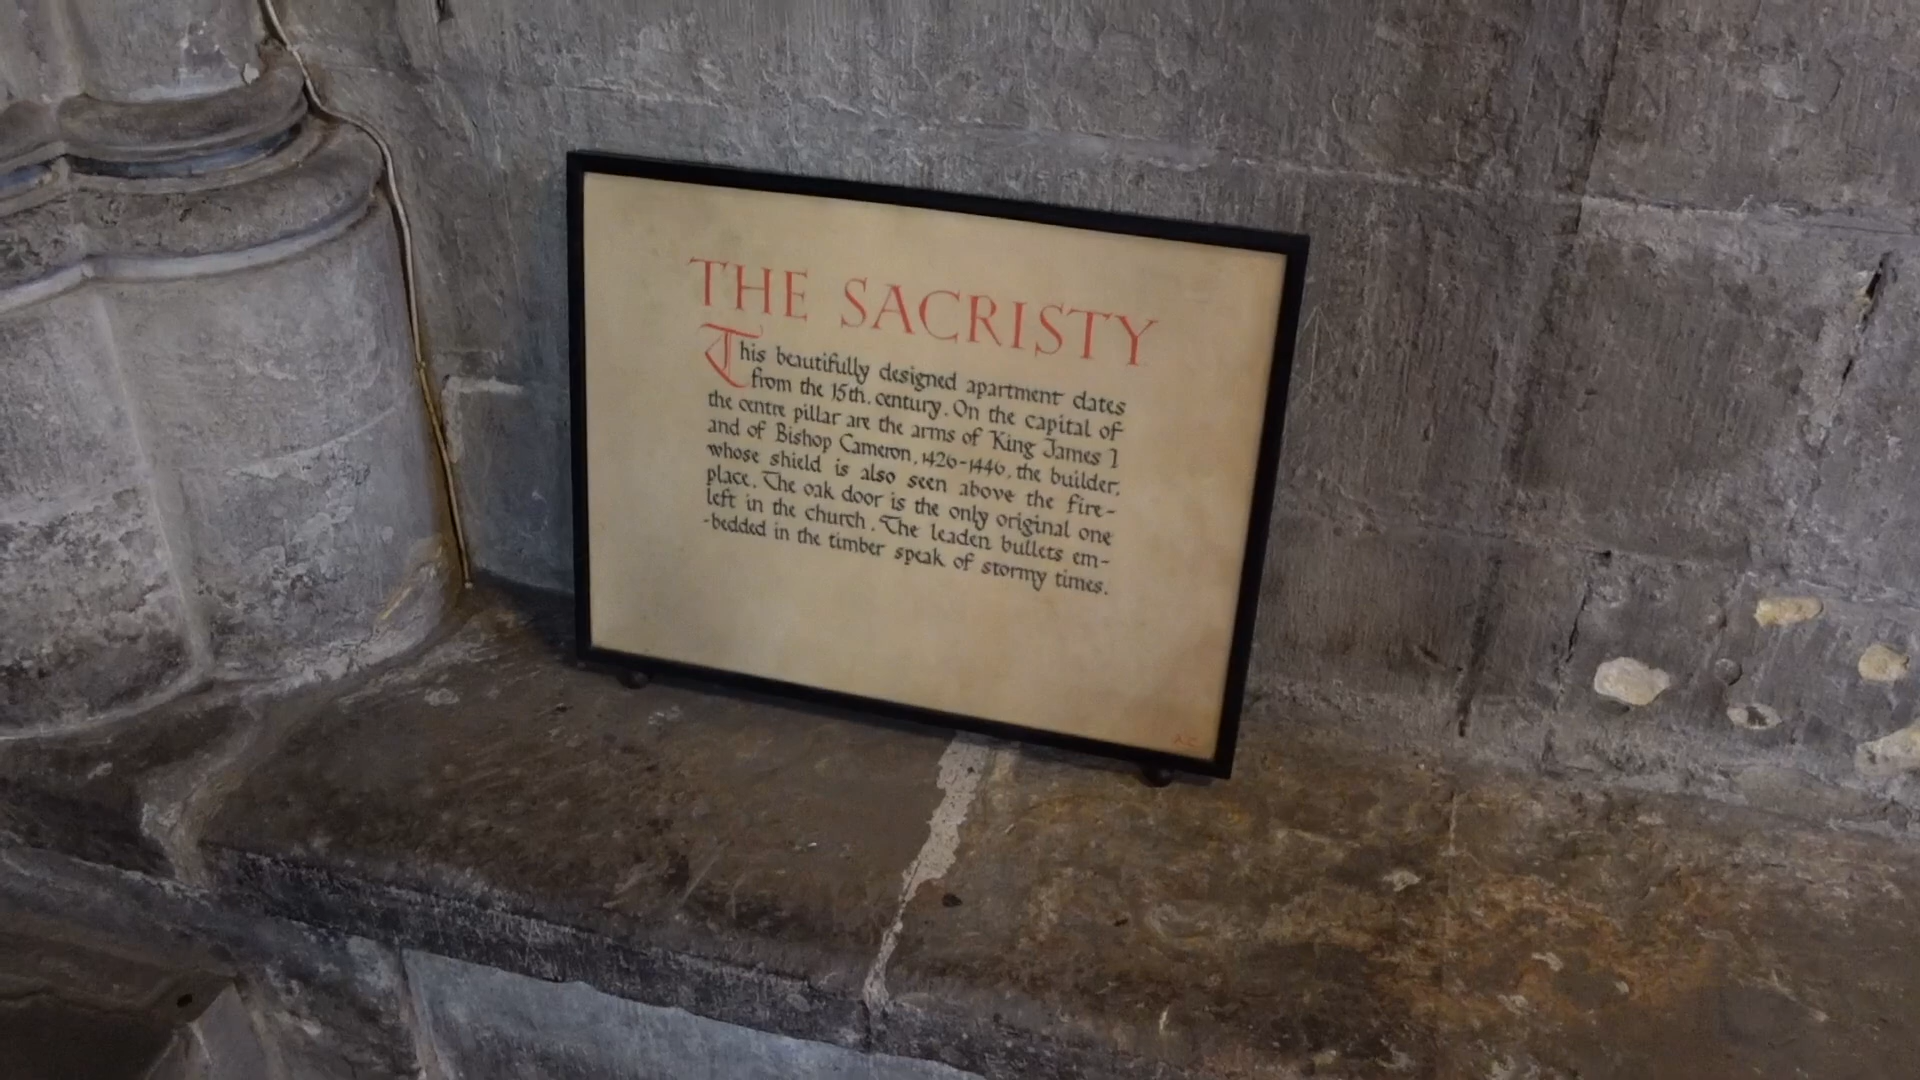 THE SACRISTY
This beautifully designed apartment dates
from the 15th. century. On the capital of
the centre pillar are the arms of King James I
and of Bishop Cameron, 1426-1446, the builder,
whose shield is also seen above the fire-
place. The oak door is the only original one
left in the church. The leaden bullets em-
-bedded in the timber speak of stormy times.